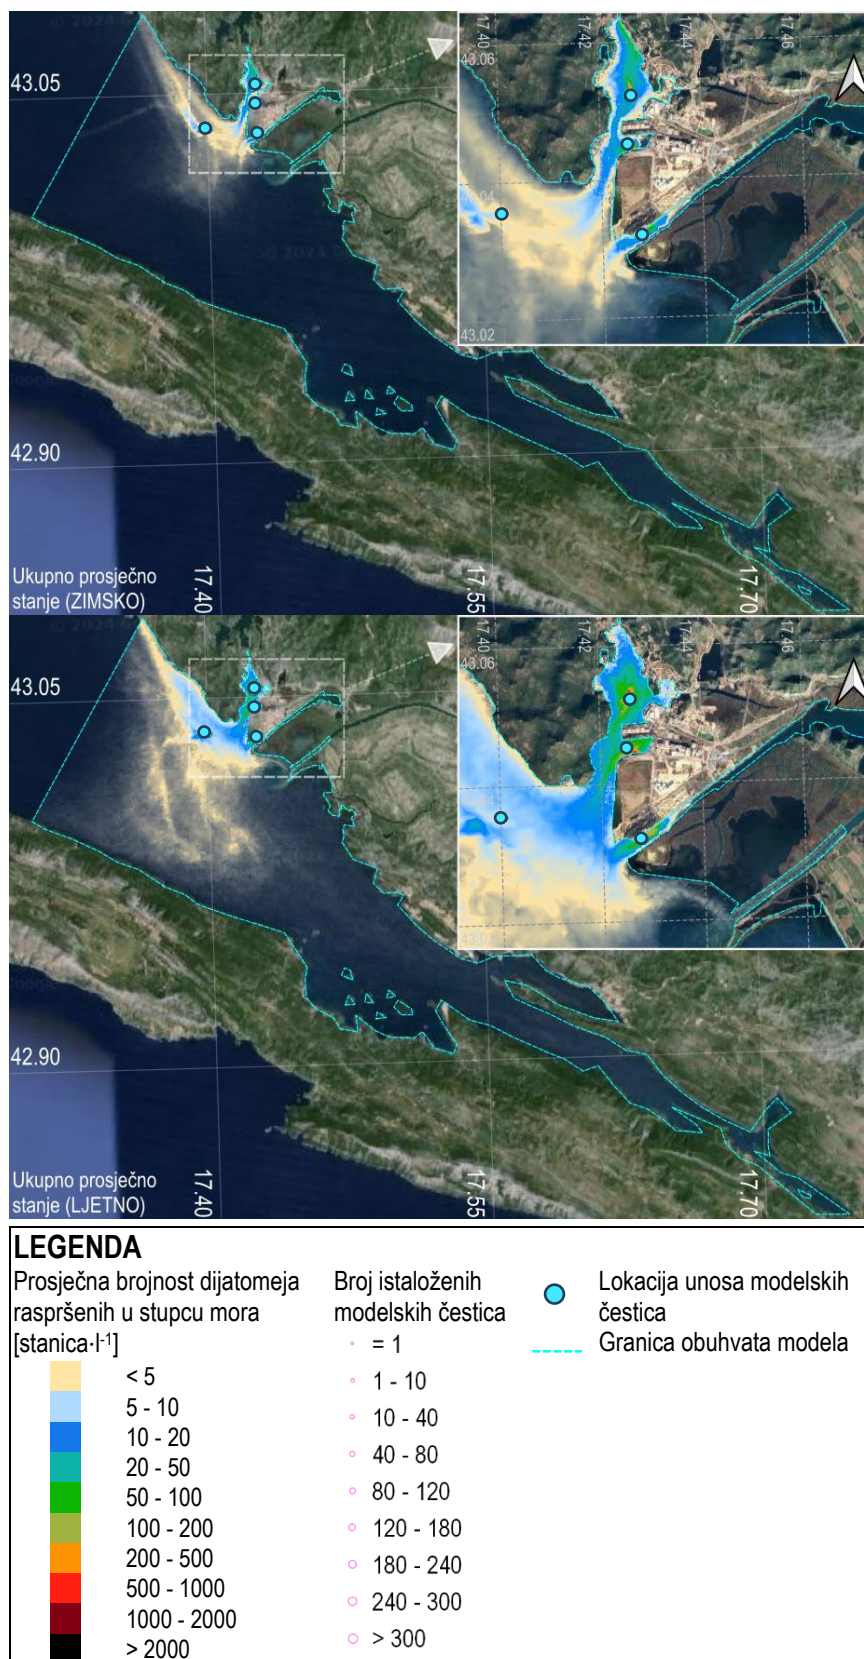 © 2024 G
17.40
17.42
17.44
17.46
43.06
43.05
43.04
43.02
© 2024 G
42.90
Google
17.40
17.55
17.70
Ukupno prosječno
stanje (ZIMSKO)
17.40
17.42
17.44
17.46
43.06
43.05
42.90
17.40
17.55
17.70
Ukupno prosječno
stanje (LJETNO)
LEGENDA
Prosječna brojnost dijatomeja
raspršenih u stupcu mora
[stanica·l-1]
< 5
5 - 10
10 - 20
20 - 50
50 - 100
100 - 200
200 - 500
500 - 1000
1000 - 2000
> 2000
Broj istaloženih
modelskih čestica
= 1
1 - 10
10 - 40
40 - 80
80 - 120
120 - 180
180 - 240
240 - 300
> 300
Lokacija unosa modelskih
čestica
Granica obuhvata modela